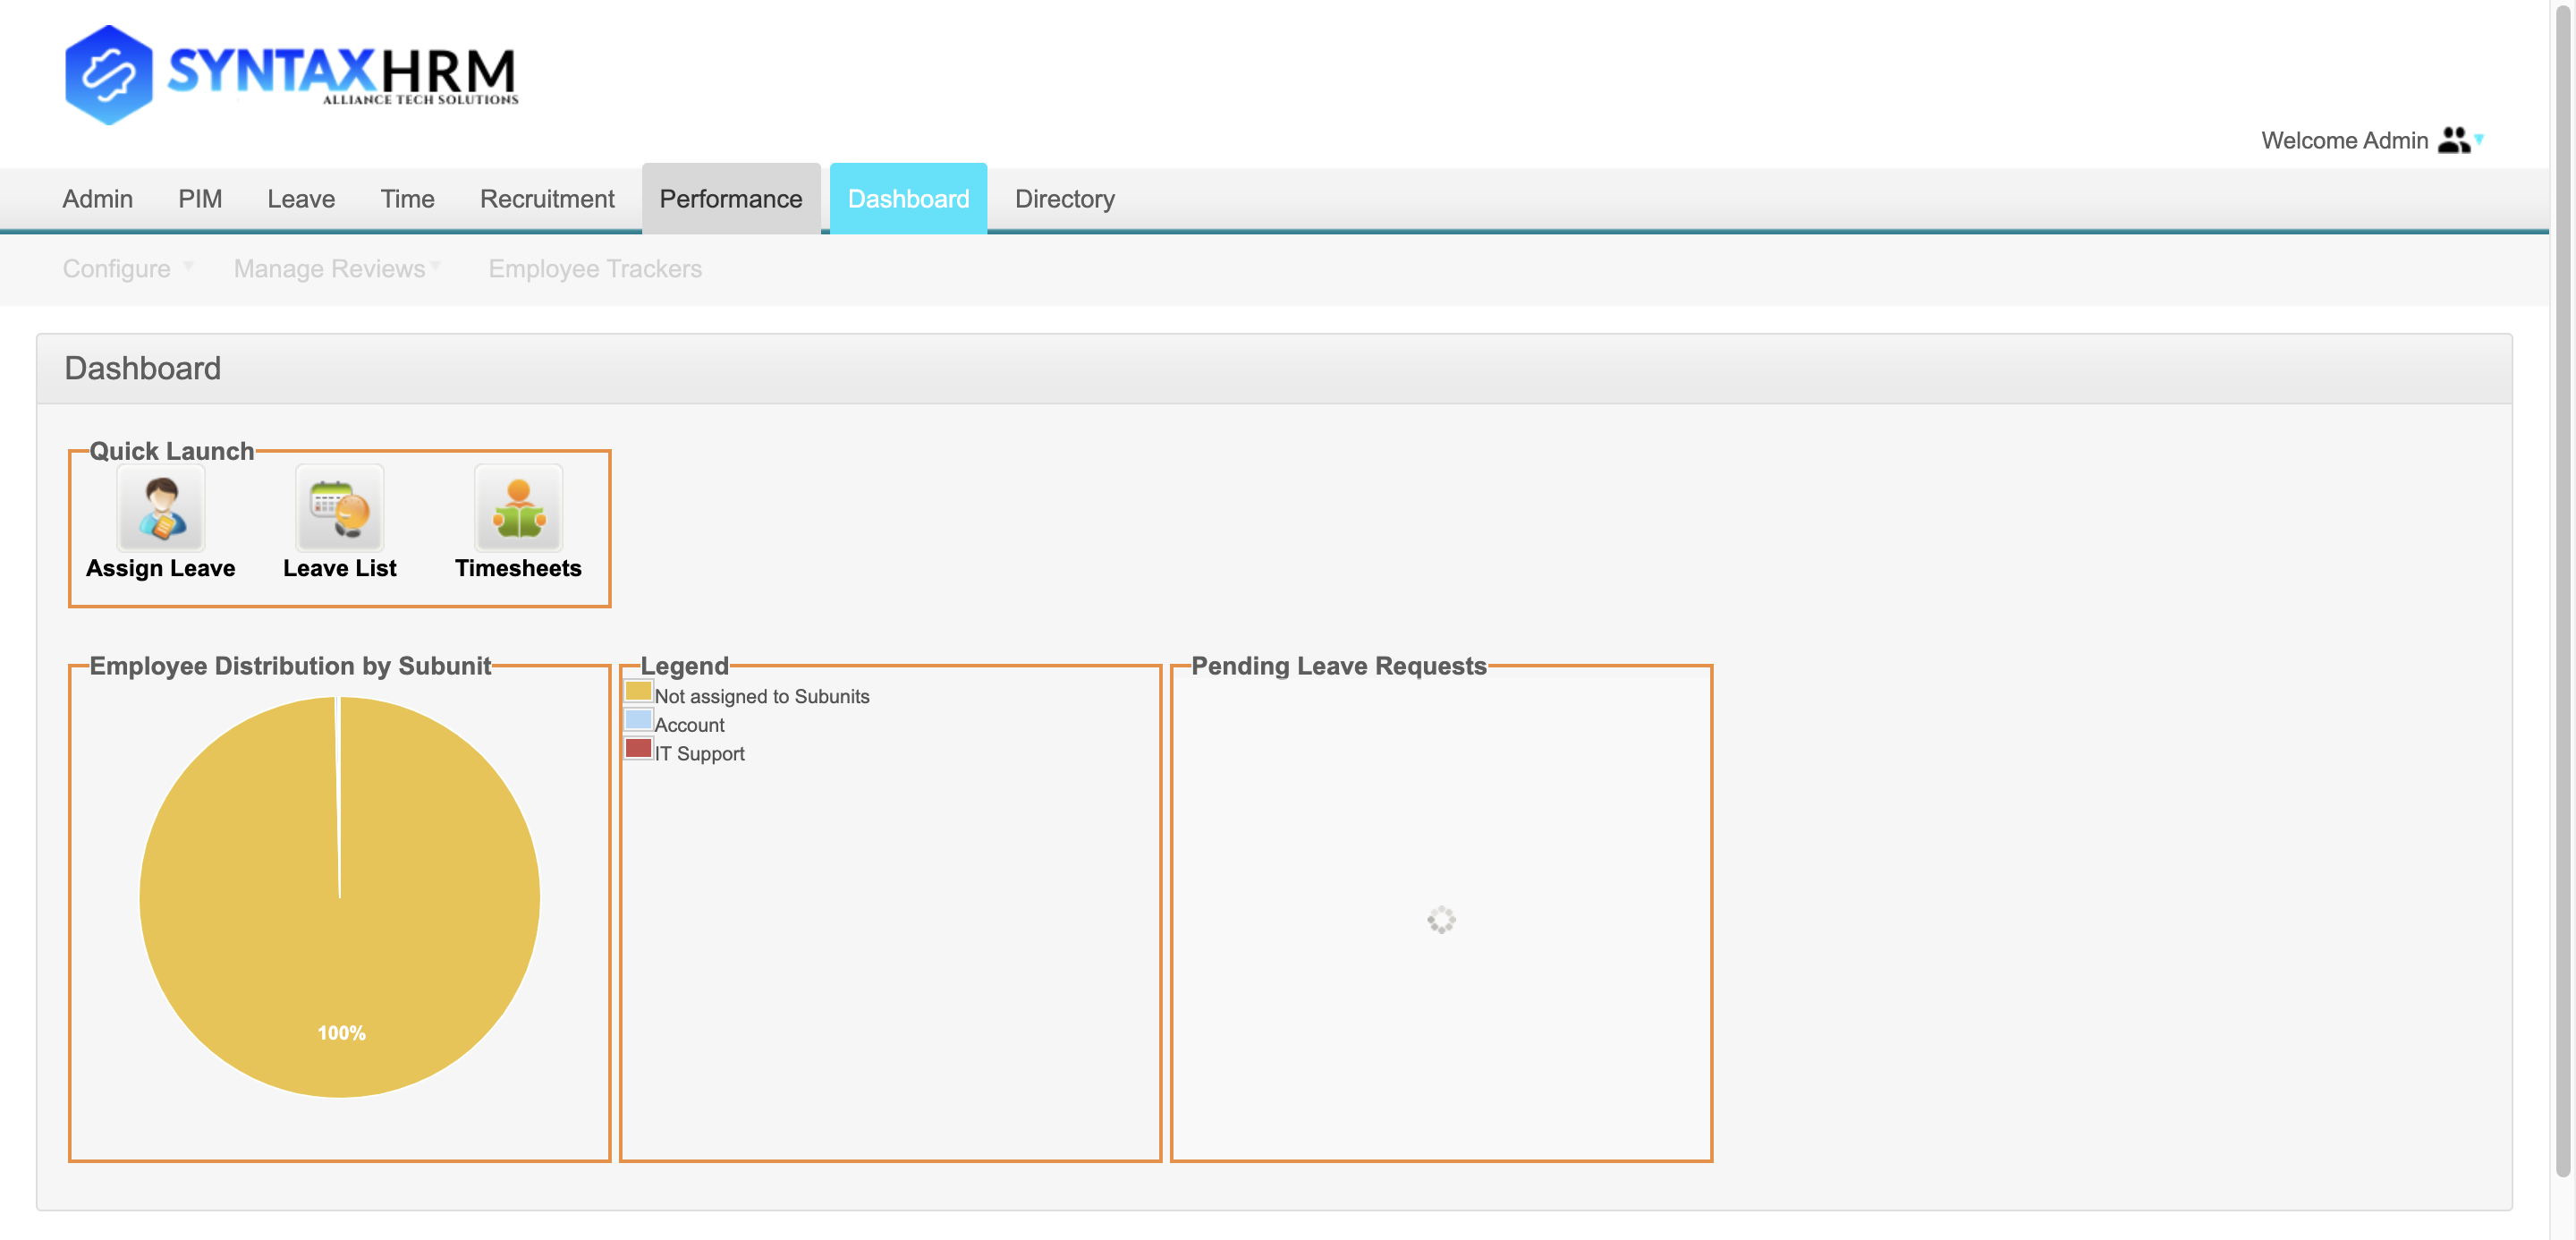 SYNTAXHRM
ALLIANCE TECH SOLUTIONS
Welcome Admin
Admin PIM Leave Time Recruitment Performance Dashboard Directory
Configure Manage Reviews Employee Trackers
Dashboard
Quick Launch
Assign Leave Leave List Timesheets
Employee Distribution by Subunit
100%
Legend
Not assigned to Subunits
Account
IT Support
Pending Leave Requests